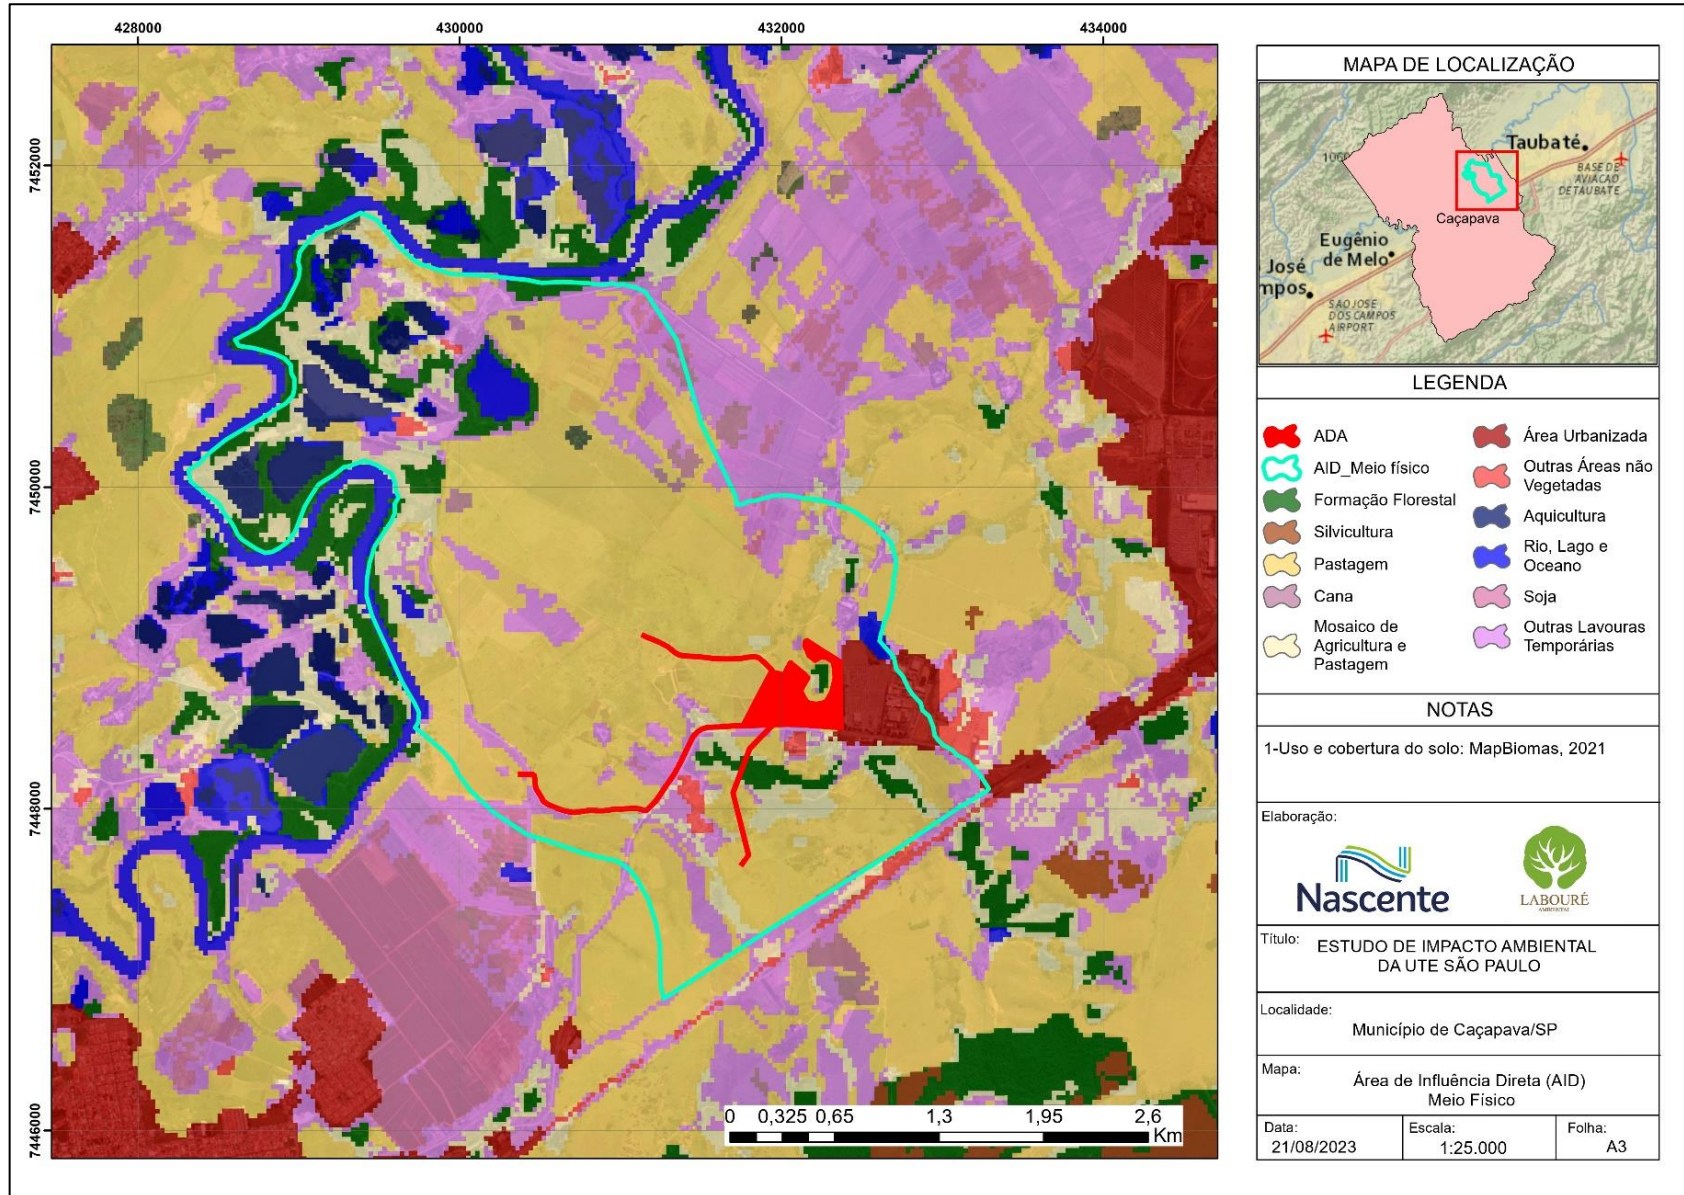 428000
430000
432000
434000
7452000
7450000
7448000
7446000
0 0,325 0,65 1,3 1,95 2,6
Km
MAPA DE LOCALIZAÇÃO
Taubaté
BASE DE
AVIACAO
DETAUBATE
Caçapava
Eugênio
de Melo
José
mpos
SAO JOSE
DOS CAMPOS
AIRPORT
LEGENDA
ADA
AID_Meio físico
Formação Florestal
Silvicultura
Pastagem
Cana
Mosaico de
Agricultura e
Pastagem
Área Urbanizada
Outras Áreas não
Vegetadas
Aquicultura
Rio, Lago e
Oceano
Soja
Outras Lavouras
Temporárias
NOTAS
1-Uso e cobertura do solo: MapBiomas, 2021
Elaboração:
Nascente
LABOURÉ
AMBIENTAL
Título:
ESTUDO DE IMPACTO AMBIENTAL
DA UTE SÃO PAULO
Localidade:
Município de Caçapava/SP
Mapa:
Área de Influência Direta (AID)
Meio Físico
Data:
21/08/2023
Escala:
1:25.000
Folha:
A3